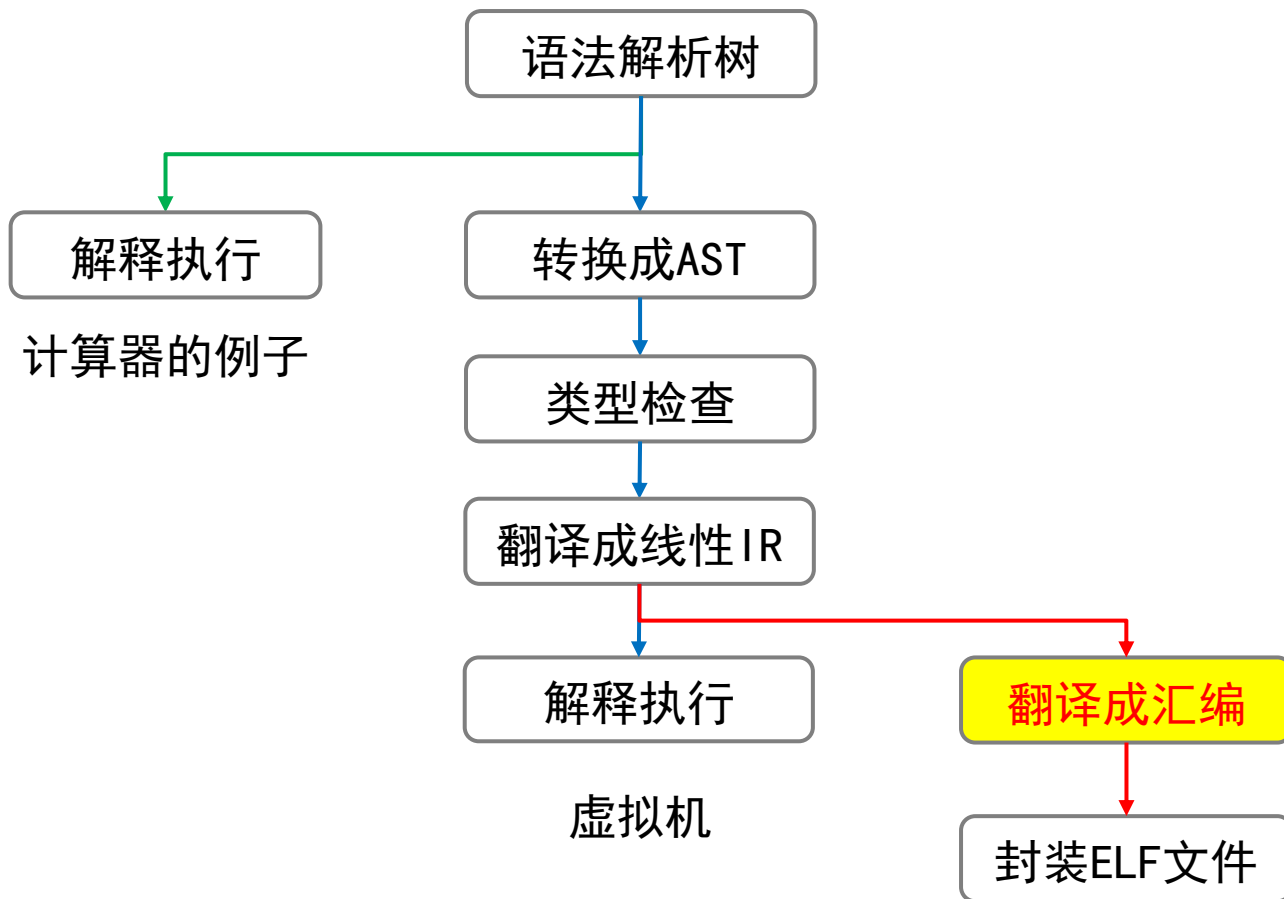 语法解析树
解释执行
转换成AST
计算器的例子
类型检查
翻译成线性IR
解释执行
翻译成汇编
虚拟机
封装ELF文件